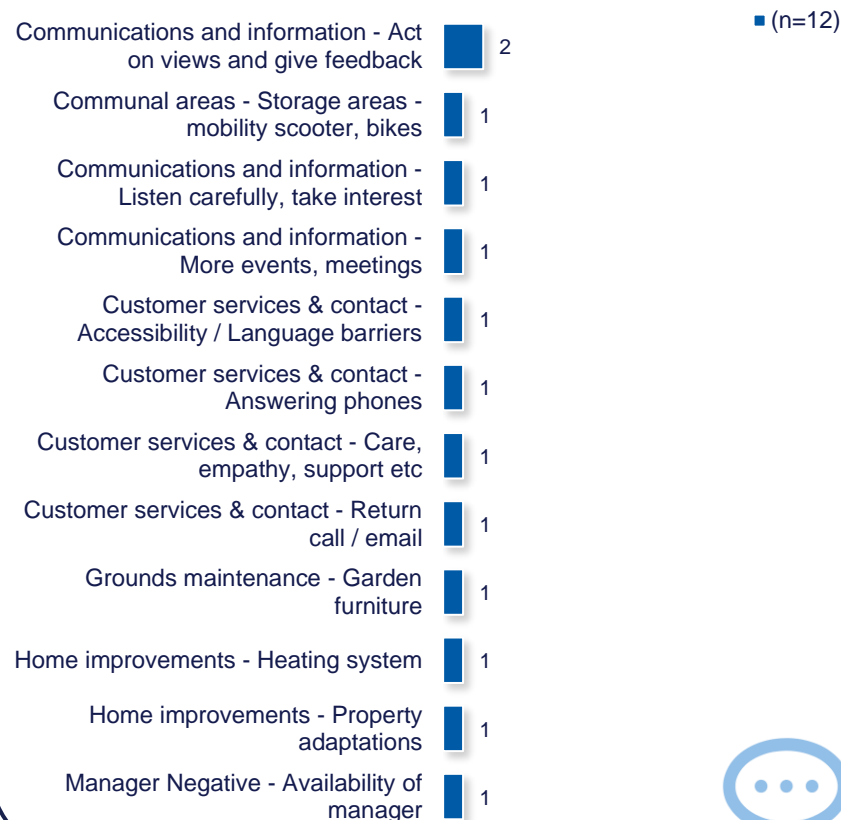 (n=12)
Communications and information - Act
on views and give feedback
2
Communal areas - Storage areas -
mobility scooter, bikes
1
Communications and information -
Listen carefully, take interest
1
Communications and information -
More events, meetings
1
Customer services & contact -
Accessibility / Language barriers
1
Customer services & contact -
Answering phones
1
Customer services & contact - Care,
empathy, support etc
1
Customer services & contact - Return
call / email
1
Grounds maintenance - Garden
furniture
1
Home improvements - Heating system
1
Home improvements - Property
adaptations
1
Manager Negative - Availability of
manager
1